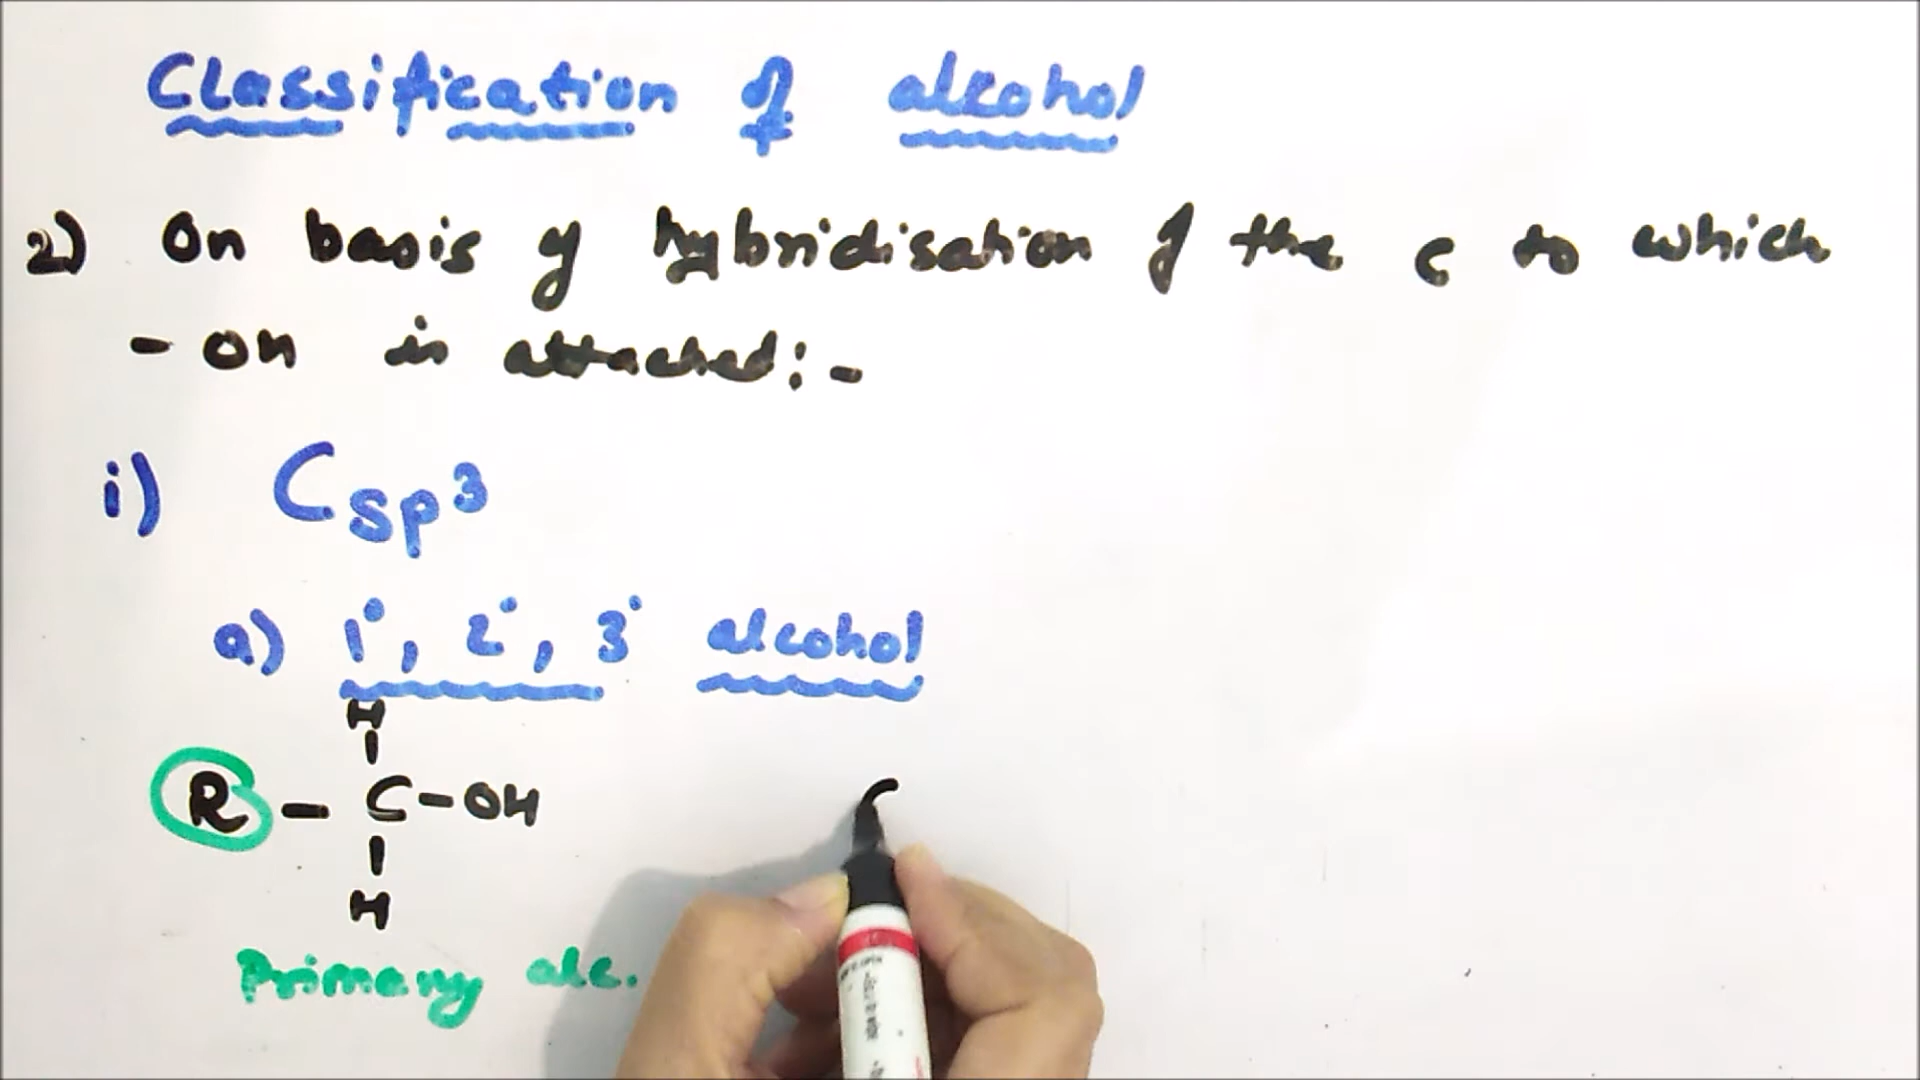 Classification of alcohol
2) On basis of hybridisation of the C to which
- OH is attached :-
i) Csp3
a) 1°, 2°, 3° alcohol
H
R - C - OH
H
Primary alc.
C